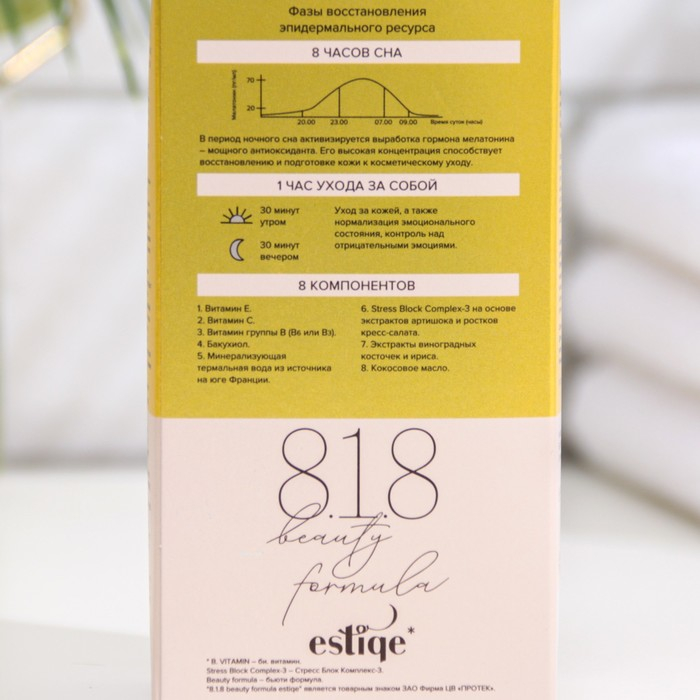 Фазы восстановления
эпидермального ресурса
8 ЧАСОВ СНА
70
20
20.00 23.00 07.00 09.00 Время суток (часы)
В период ночного сна активизируется выработка гормона мелатонина
– мощного антиоксиданта. Его высокая концентрация способствует
восстановлению и подготовке кожи к косметическому уходу.
1 ЧАС УХОДА ЗА СОБОЙ
30 минут
утром
30 минут
вечером
Уход за кожей, а также
нормализация эмоционального
состояния, контроль над
отрицательными эмоциями.
8 КОМПОНЕНТОВ
1. Витамин Е.
2. Витамин С.
3. Витамин группы В (В6 или В3).
4. Бакухиол.
5. Минерализующая
термальная вода из источника
на юге Франции.
6. Stress Block Complex-3 на основе
экстрактов артишока и ростков
кресс-салата.
7. Экстракты виноградных
косточек и ириса.
8. Кокосовое масло.
8.1.8
beauty
formula
estiqe*
* B. VITAMIN – би. витамин.
Stress Block Complex-3 – Стресс Блок Комплекс-3.
Beauty formula – бьюти формула.
"8.1.8 beauty formula estiqe" является товарным знаком ЗАО Фирма ЦВ «ПРОТЕК».